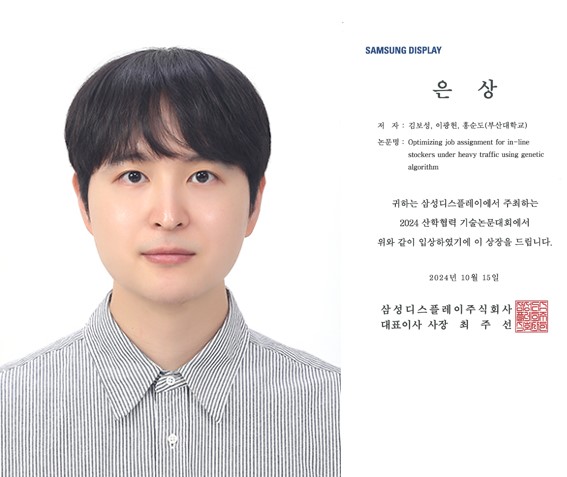 SAMSUNG DISPLAY
은 상
저 자 : 김보성, 이광헌, 홍순도(부산대학교)
논문명 : Optimizing job assignment for in-line
stockers under heavy traffic using genetic
algorithm
귀하는 삼성디스플레이에서 주최하는
2024 산학협력 기술논문대회에서
위와 같이 입상하였기에 이 상장을 드립니다.
2024년 10월 15일
삼성디스플레이주식회사
대표이사 사장 최 주 선